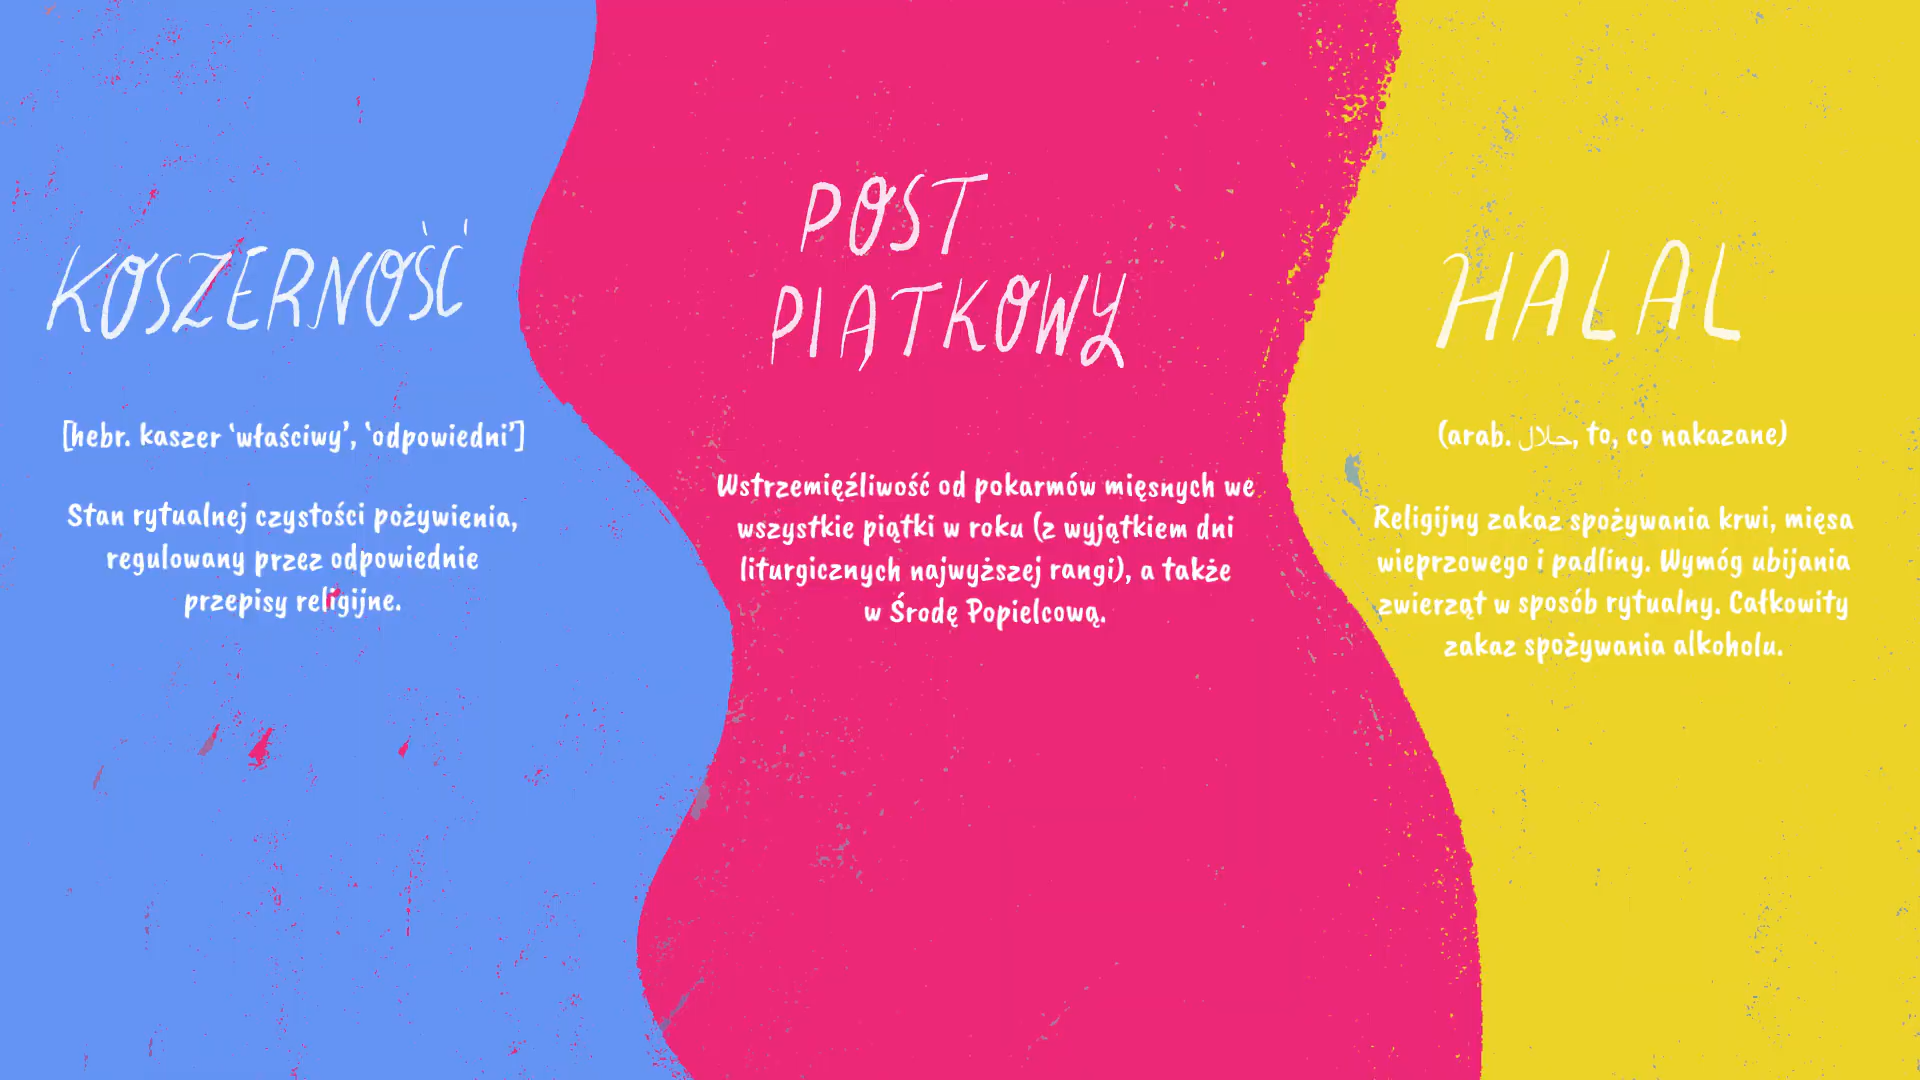 KOSZERNOŚĆ
[hebr. kaszer ‘właściwy’, ‘odpowiedni’]
Stan rytualnej czystości pożywienia,
regulowany przez odpowiednie
przepisy religijne.
POST
PIĄTKOWY
Wstrzemięźliwość od pokarmów mięsnych we
wszystkie piątki w roku (z wyjątkiem dni
liturgicznych najwyższej rangi), a także
w Środę Popielcową.
HALAL
(arab. حلال, to, co nakazane)
Religijny zakaz spożywania krwi, mięsa
wieprzowego i padliny. Wymóg ubijania
zwierząt w sposób rytualny. Całkowity
zakaz spożywania alkoholu.